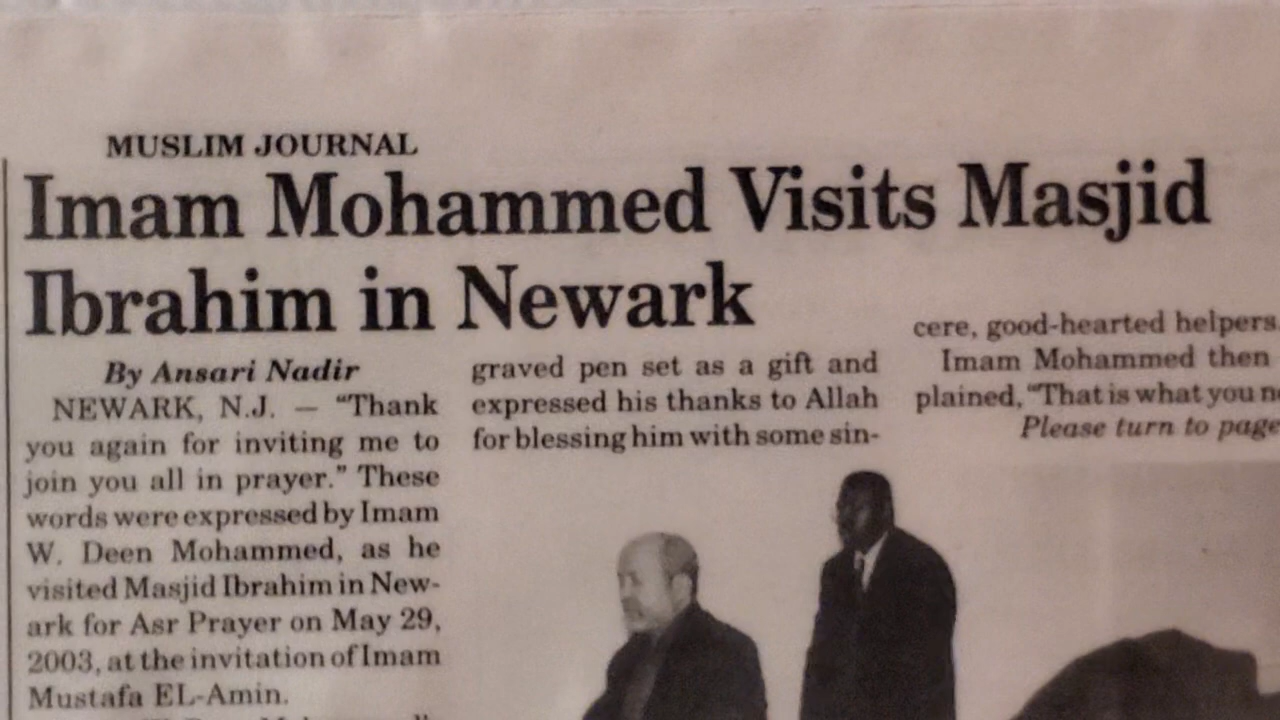 MUSLIM JOURNAL
Imam Mohammed Visits Masjid
Ibrahim in Newark
By Ansari Nadir
NEWARK, N.J. — “Thank
you again for inviting me to
join you all in prayer.” These
words were expressed by Imam
W. Deen Mohammed, as he
visited Masjid Ibrahim in New-
ark for Asr Prayer on May 29,
2003, at the invitation of Imam
Mustafa EL-Amin.
graved pen set as a gift and
expressed his thanks to Allah
for blessing him with some sin-
cere, good-hearted helpers
Imam Mohammed then
plained, “That is what you n
Please turn to page